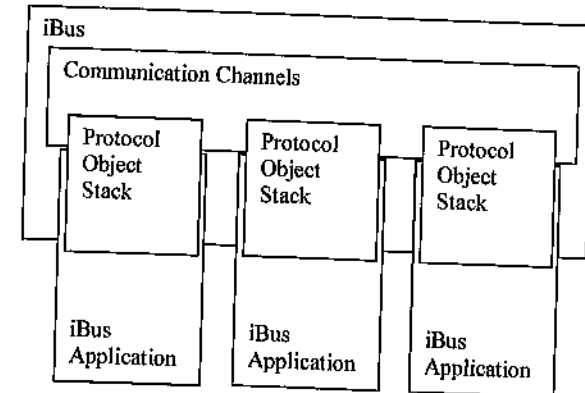 iBus
Communication Channels
Protocol
Object
Stack
Protocol
Object
Stack
Protocol
Object
Stack
iBus
Application
iBus
Application
iBus
Application